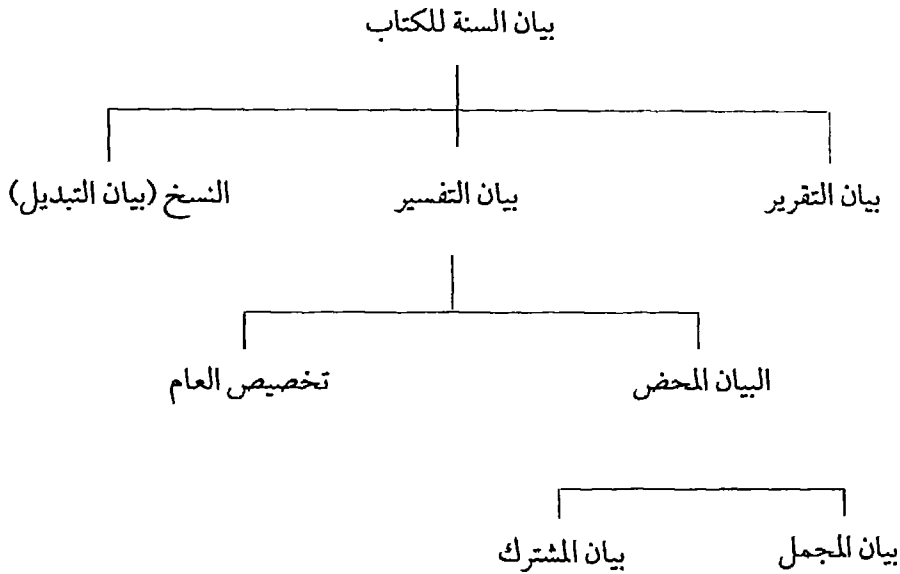 بيان السنة للكتاب
بيان التقرير بيان التفسير النسخ (بيان التبديل)
البيان المحض تخصيص العام
بيان المجمل بيان المشترك